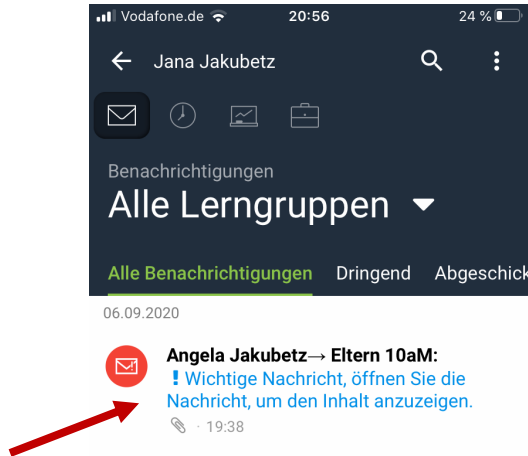 Vodafone.de 20:56 24 %
Jana Jakubetz
Benachrichtigungen
Alle Lerngruppen
Alle Benachrichtigungen Dringend Abgeschick
06.09.2020
Angela Jakubetz→ Eltern 10aM:
! Wichtige Nachricht, öffnen Sie die
Nachricht, um den Inhalt anzuzeigen.
· 19:38